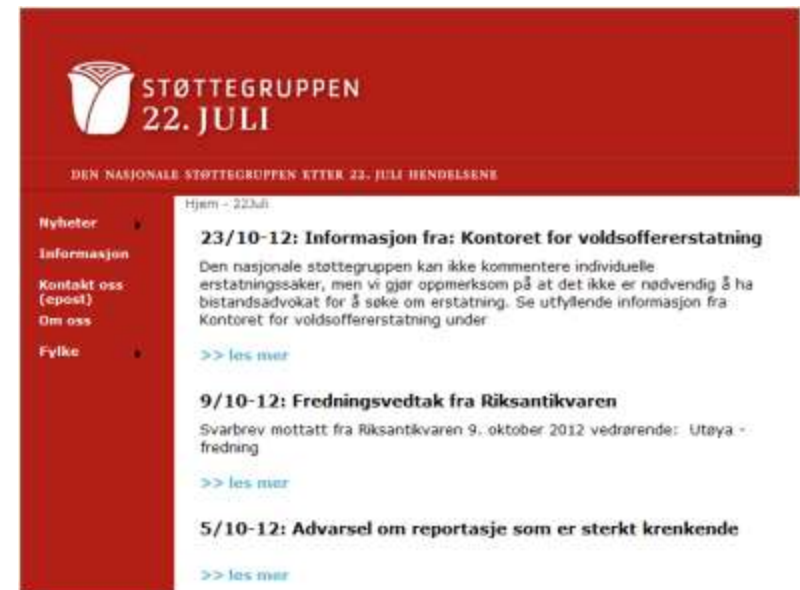 STØTTEGRUPPEN
22. JULI
DEN NASJONALE STØTTEGRUPPEN ETTER 22. JULI HENDELSENE
Nyheter
Informasjon
Kontakt oss
(epost)
Om oss
Fylke
Hjem - 22Juli
23/10-12: Informasjon fra: Kontoret for voldsoffererstatning
Den nasjonale støttegruppen kan ikke kommentere individuelle
erstatningssaker, men vi gjør oppmerksom på at det ikke er nødvendig å ha
bistandsadvokat for å søke om erstatning. Se utfyllende informasjon fra
Kontoret for voldsoffererstatning under
>> les mer
9/10-12: Fredningsvedtak fra Riksantikvaren
Svarbrev mottatt fra Riksantikvaren 9. oktober 2012 vedrørende: Utøya -
fredning
>> les mer
5/10-12: Advarsel om reportasje som er sterkt krenkende
>> les mer